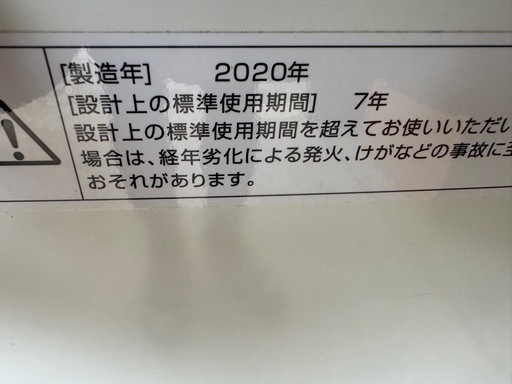 [製造年] 2020年
[設計上の標準使用期間] 7年
設計上の標準使用期間を超えてお使いいただい
場合は、経年劣化による発火、けがなどの事故に至
おそれがあります。